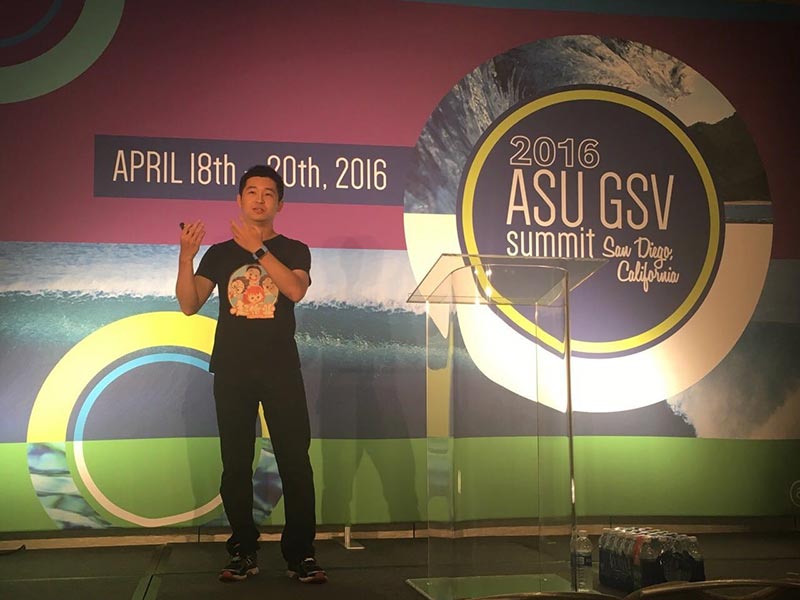 APRIL 18th - 20th, 2016
2016
ASU GSV
summit
San Diego,
California